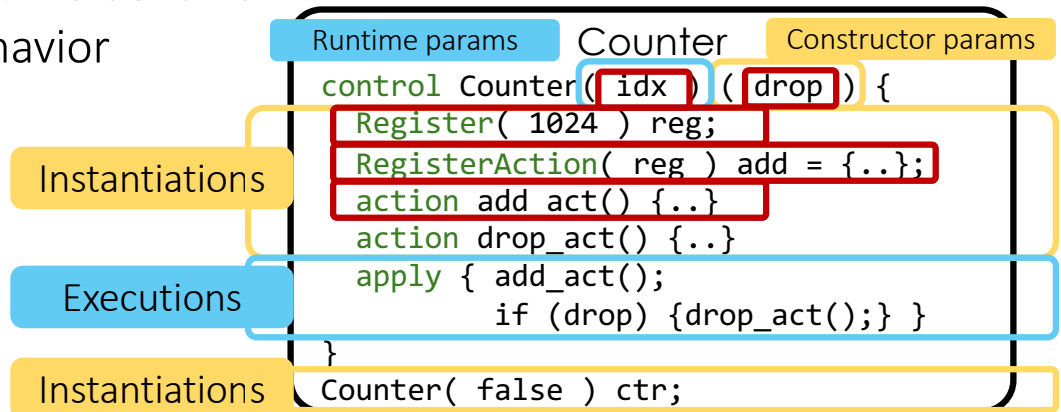 havior
Runtime params
Counter
Constructor params
control Counter( idx ) ( drop ) {
Register( 1024 ) reg;
RegisterAction( reg ) add = {..};
action add_act() {..}
action drop_act() {..}
apply { add_act();
if (drop) {drop_act();} }
}
Counter( false ) ctr;
Instantiations
Executions
Instantiations